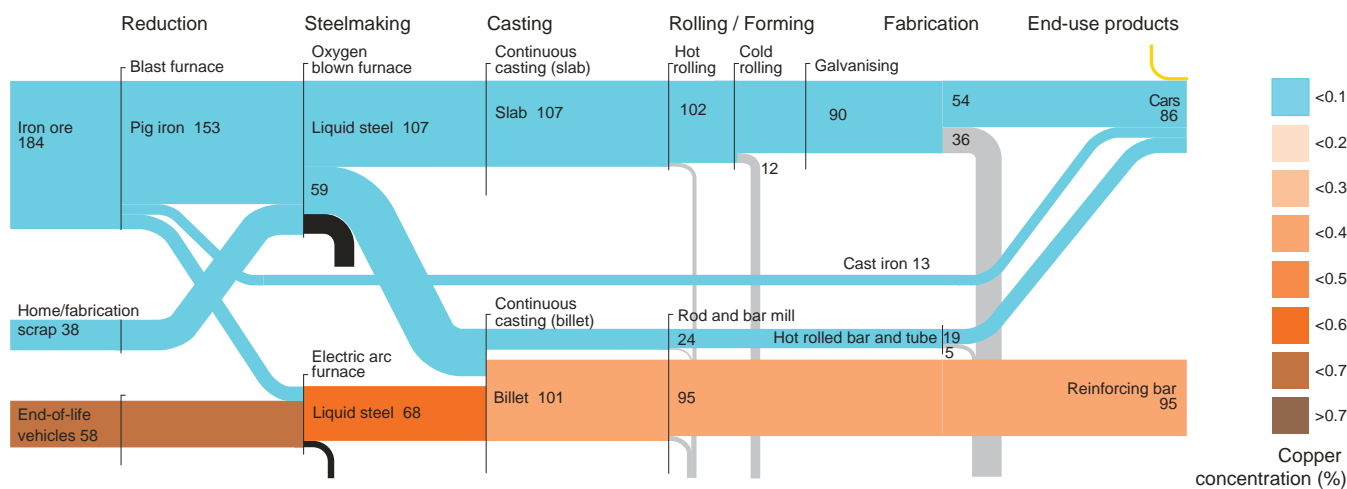 Reduction
Steelmaking
Casting
Rolling / Forming
Fabrication
End-use products
Blast furnace
Oxygen
blown furnace
Continuous
casting (slab)
Hot
rolling
Cold
rolling
Galvanising
Iron ore
184
Pig iron 153
Liquid steel 107
Slab 107
102
90
54
Cars
86
36
12
59
Cast iron 13
Home/fabrication
scrap 38
Continuous
casting (billet)
Rod and bar mill
24
Hot rolled bar and tube
19
5
Electric arc
furnace
End-of-life
vehicles 58
Liquid steel 68
Billet 101
95
Reinforcing bar
95
<0.1
<0.2
<0.3
<0.4
<0.5
<0.6
<0.7
>0.7
Copper
concentration (%)